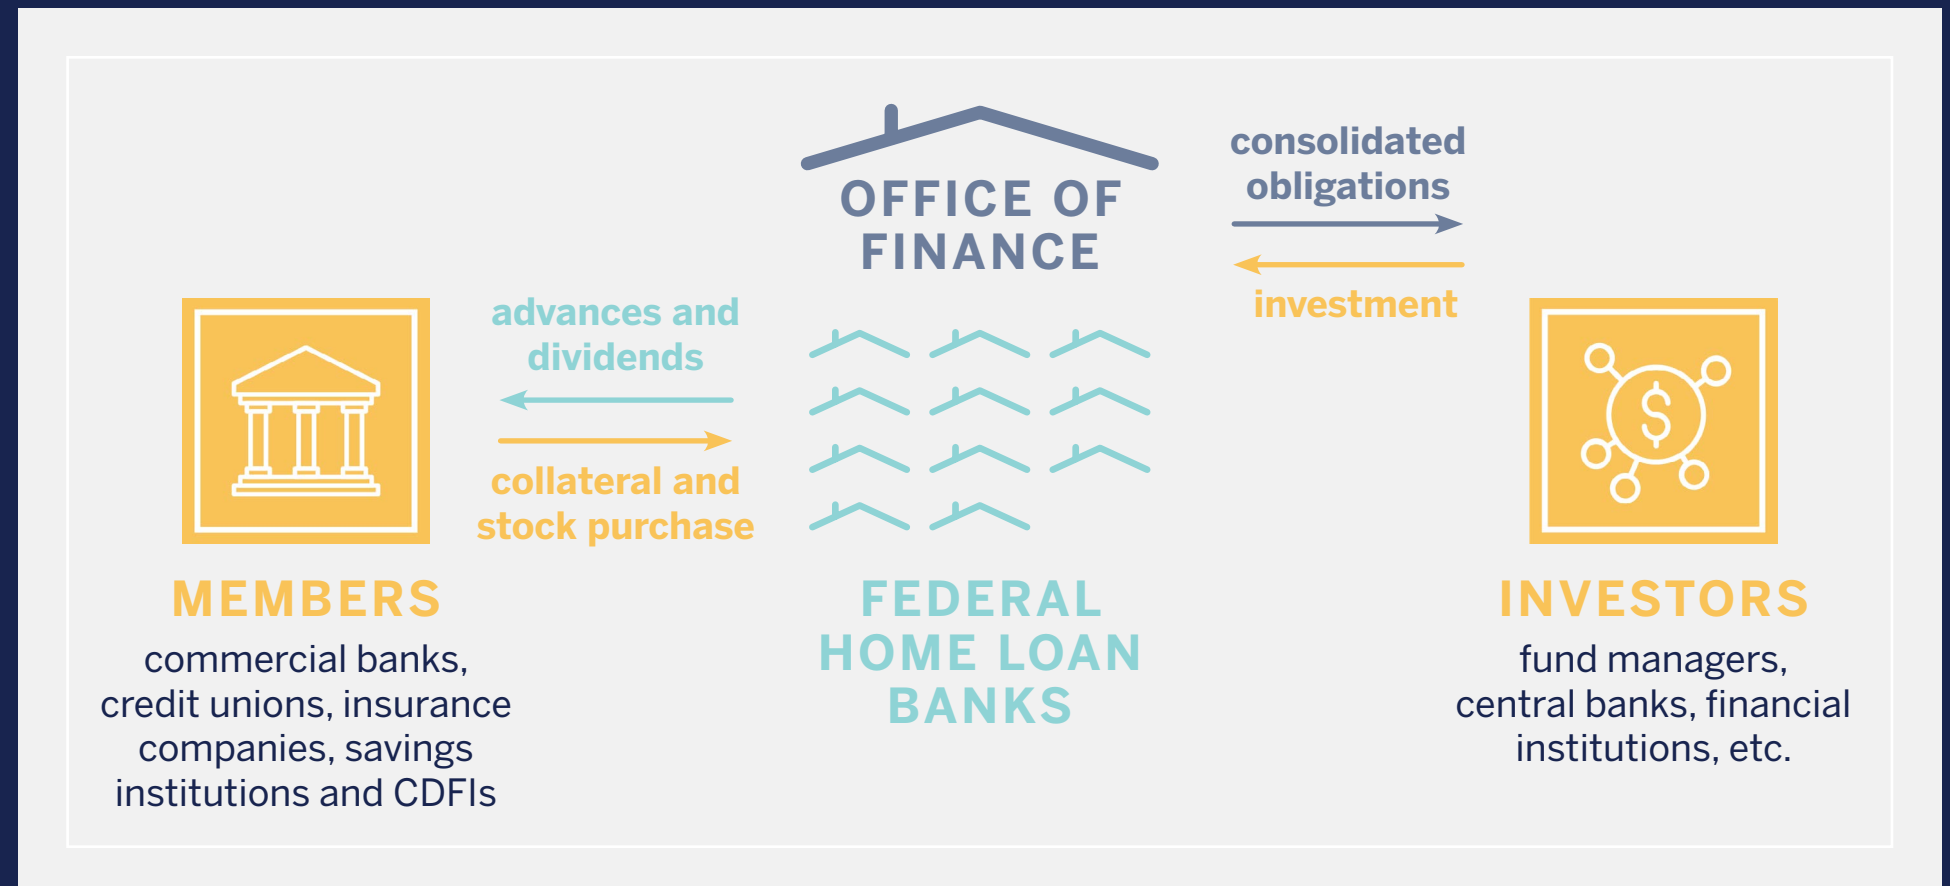 OFFICE OF
FINANCE
consolidated
obligations
investment
advances and
dividends
collateral and
stock purchase
$
MEMBERS
commercial banks,
credit unions, insurance
companies, savings
institutions and CDFIs
FEDERAL
HOME LOAN
BANKS
INVESTORS
fund managers,
central banks, financial
institutions, etc.